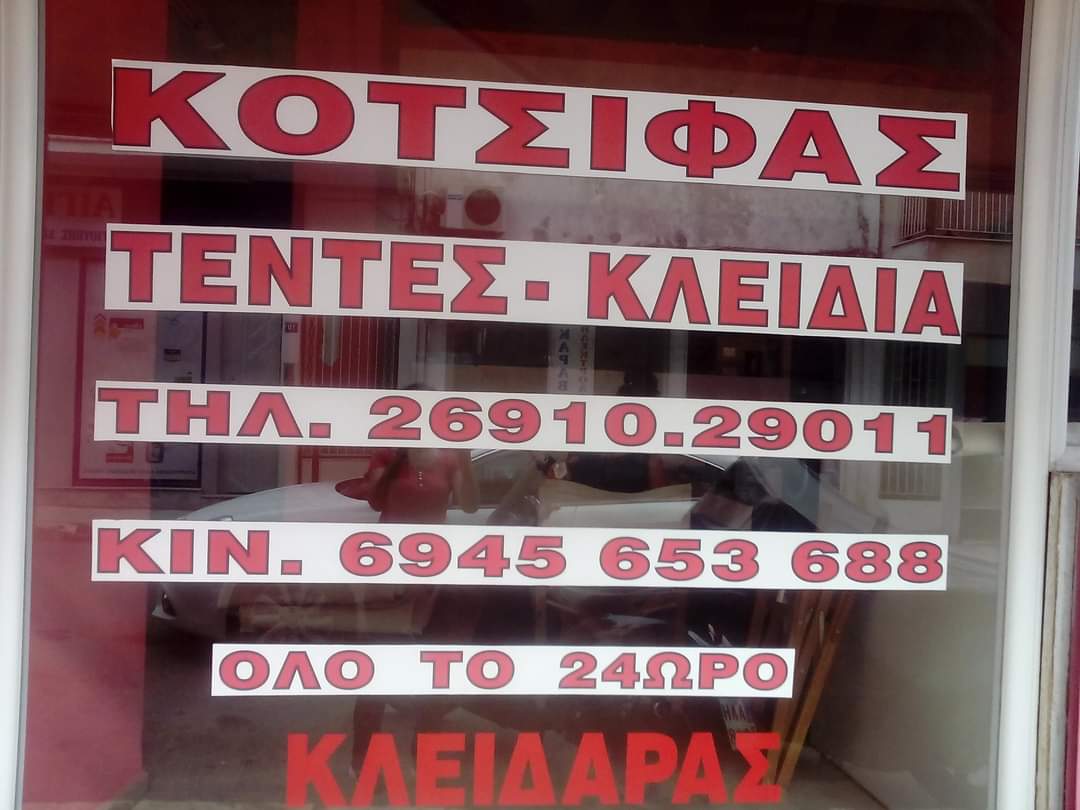 ΚΟΤΣΙΦΑΣ
ΤΕΝΤΕΣ - ΚΛΕΙΔΙΑ
ΤΗΛ. 26910.29011
ΚΙΝ. 6945 653 688
ΟΛΟ ΤΟ 24ΩΡΟ
ΚΛΕΙΔΑΡΑΣ